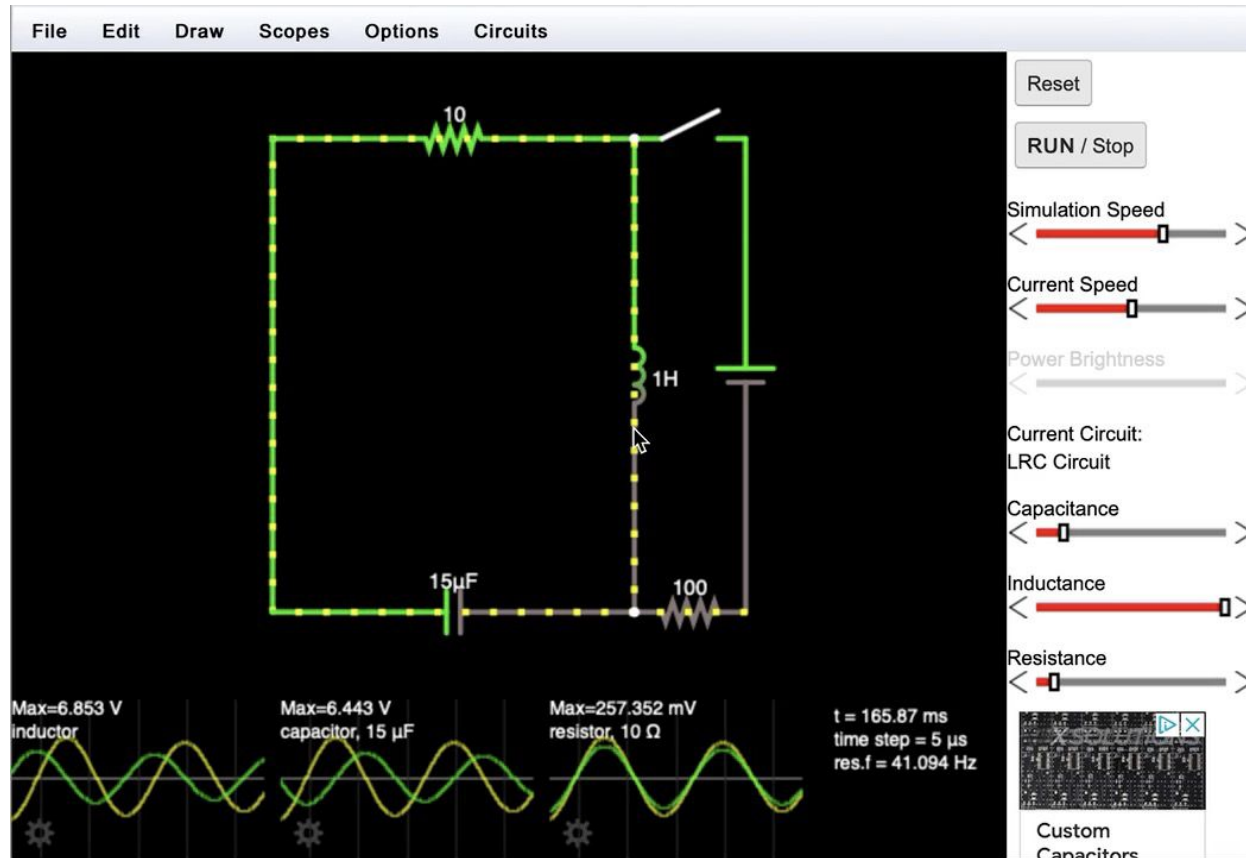 File Edit Draw Scopes Options Circuits
Reset
RUN / Stop
Simulation Speed
Current Speed
Power Brightness
Current Circuit:
LRC Circuit
Capacitance
Inductance
Resistance
10
1H
15µF
100
Max=6.853 V
inductor
Max=6.443 V
capacitor, 15 µF
Max=257.352 mV
resistor, 10 Ω
t = 165.87 ms
time step = 5 µs
res.f = 41.094 Hz
Custom
Capacitors